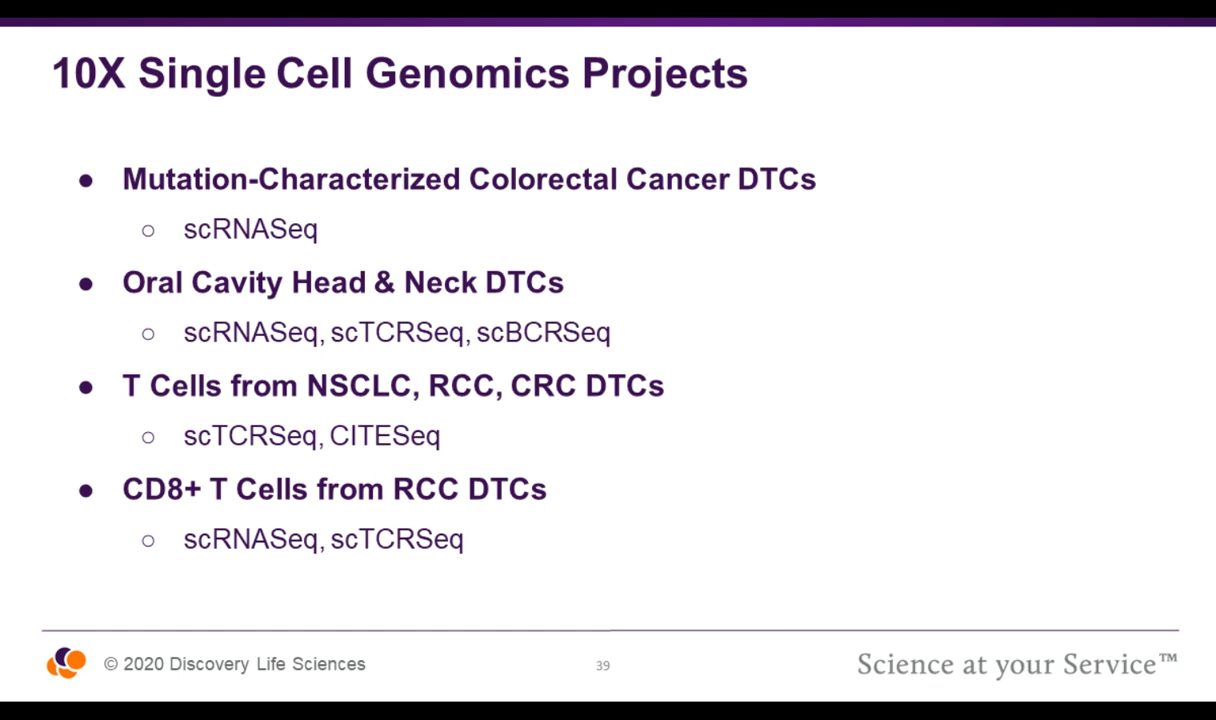 10X Single Cell Genomics Projects
● Mutation-Characterized Colorectal Cancer DTCs
○ scRNASeq
● Oral Cavity Head & Neck DTCs
○ scRNASeq, scTCRSeq, scBCRSeq
● T Cells from NSCLC, RCC, CRC DTCs
○ scTCRSeq, CITESeq
● CD8+ T Cells from RCC DTCs
○ scRNASeq, scTCRSeq
© 2020 Discovery Life Sciences
39
Science at your Service™